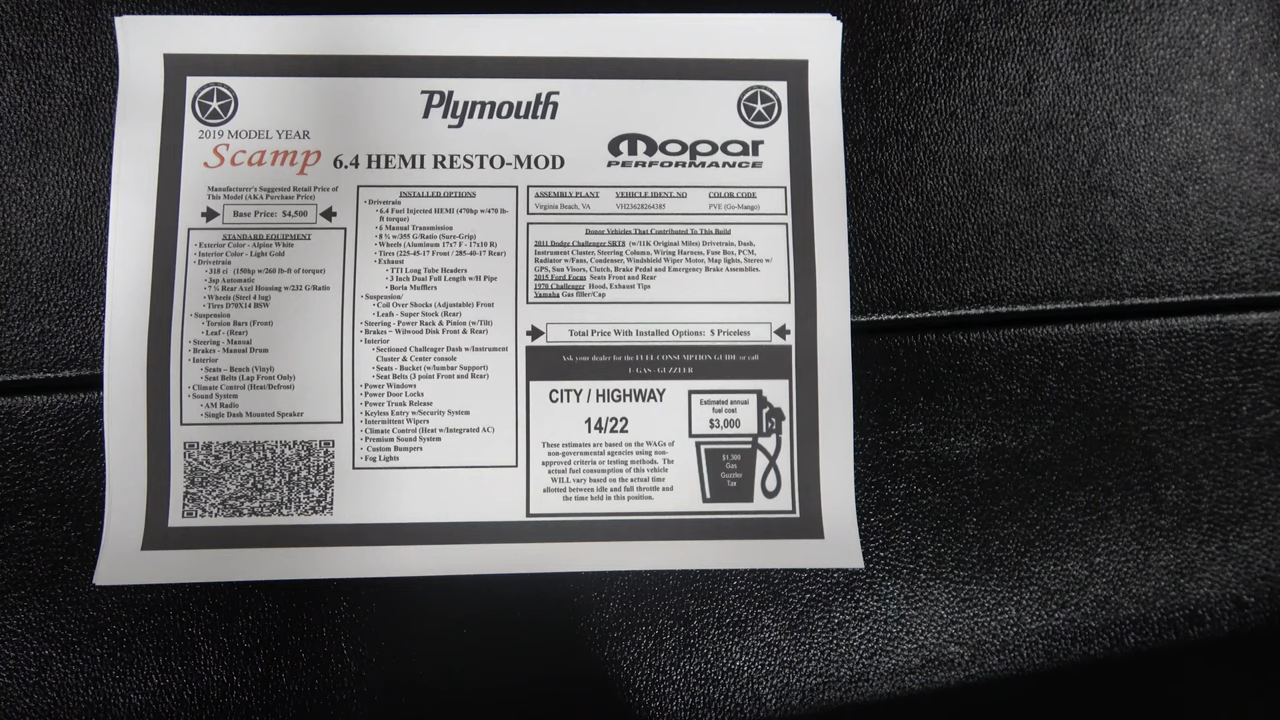 Plymouth
2019 MODEL YEAR
Scamp 6.4 HEMI RESTO-MOD
Mopar
PERFORMANCE
Manufacturer's Suggested Retail Price of
This Model (AKA Purchase Price)
Base Price: $4,500
STANDARD EQUIPMENT
• Exterior Color - Alpine White
• Interior Color - Light Gold
• Drivetrain
• 318 ci (150hp w/260 lb-ft of torque)
• 3sp Automatic
• 7 ¼ Rear Axel Housing w/232 G/Ratio
• Wheels (Steel 4 lug)
• Tires D70X14 BSW
• Suspension
• Torsion Bars (Front)
• Leaf - (Rear)
• Steering - Manual
• Brakes - Manual Drum
• Interior
• Seats – Bench (Vinyl)
• Seat Belts (Lap Front Only)
• Climate Control (Heat/Defrost)
• Sound System
• AM Radio
• Single Dash Mounted Speaker
INSTALLED OPTIONS
• Drivetrain
• 6.4 Fuel Injected HEMI (470hp w/470 lb-
ft torque)
• 6 Manual Transmission
• 8 ¾ w/355 G/Ratio (Sure-Grip)
• Wheels (Aluminum 17x7 F - 17x10 R)
• Tires (225-45-17 Front / 285-40-17 Rear)
• Exhaust
• TTI Long Tube Headers
• 3 Inch Dual Full Length w/H Pipe
• Borla Mufflers
• Suspension/
• Coil Over Shocks (Adjustable) Front
• Leafs - Super Stock (Rear)
• Steering - Power Rack & Pinion (w/Tilt)
• Brakes – Wilwood Disk Front & Rear)
• Interior
• Sectioned Challenger Dash w/Instrument
Cluster & Center console
• Seats - Bucket (w/lumbar Support)
• Seat Belts (3 point Front and Rear)
• Power Windows
• Power Door Locks
• Power Trunk Release
• Keyless Entry w/Security System
• Intermittent Wipers
• Climate Control (Heat w/Integrated AC)
• Premium Sound System
• Custom Bumpers
• Fog Lights
ASSEMBLY PLANT VEHICLE IDENT. NO COLOR CODE
Virginia Beach, VA VH23628264385 PVE (Go-Mango)
Donor Vehicles That Contributed To This Build
2011 Dodge Challenger SRT8 (w/11K Original Miles) Drivetrain, Dash,
Instrument Cluster, Steering Column, Wiring Harness, Fuse Box, PCM,
Radiator w/Fans, Condenser, Windshield Wiper Motor, Map lights, Stereo w/
GPS, Sun Visors, Clutch, Brake Pedal and Emergency Brake Assemblies.
2015 Ford Focus Seats Front and Rear
1970 Challenger Hood, Exhaust Tips
Yamaha Gas filler/Cap
Total Price With Installed Options: $ Priceless
Ask your dealer for the FUEL CONSUMPTION GUIDE or call
1- GAS - GUZZLER
CITY / HIGHWAY
14/22
These estimates are based on the WAGs of
non-governmental agencies using non-
approved criteria or testing methods. The
actual fuel consumption of this vehicle
WILL vary based on the actual time
allotted between idle and full throttle and
the time held in this position.
Estimated annual
fuel cost
$3,000
$1,300
Gas
Guzzler
Tax